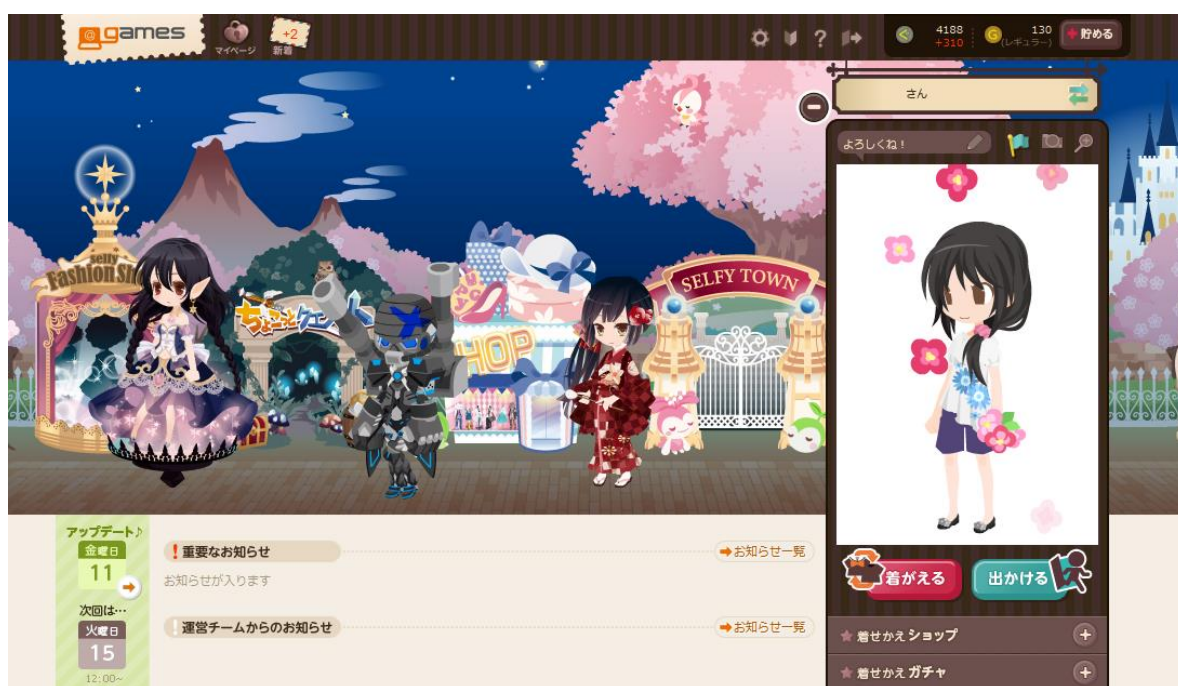 @games
マイページ
+2
新着
?
4188
+310
G
130
(レギュラー)
貯める
さん
よろしくね！
selfy
Fashion Sh
ちょこっとクエスト
SHOP
SELFY TOWN
アップデート♪
金曜日
11
次回は…
火曜日
15
12:00~
！重要なお知らせ
お知らせ一覧
お知らせが入ります
！運営チームからのお知らせ
お知らせ一覧
着がえる
出かける
★ 着せかえショップ
★ 着せかえガチャ